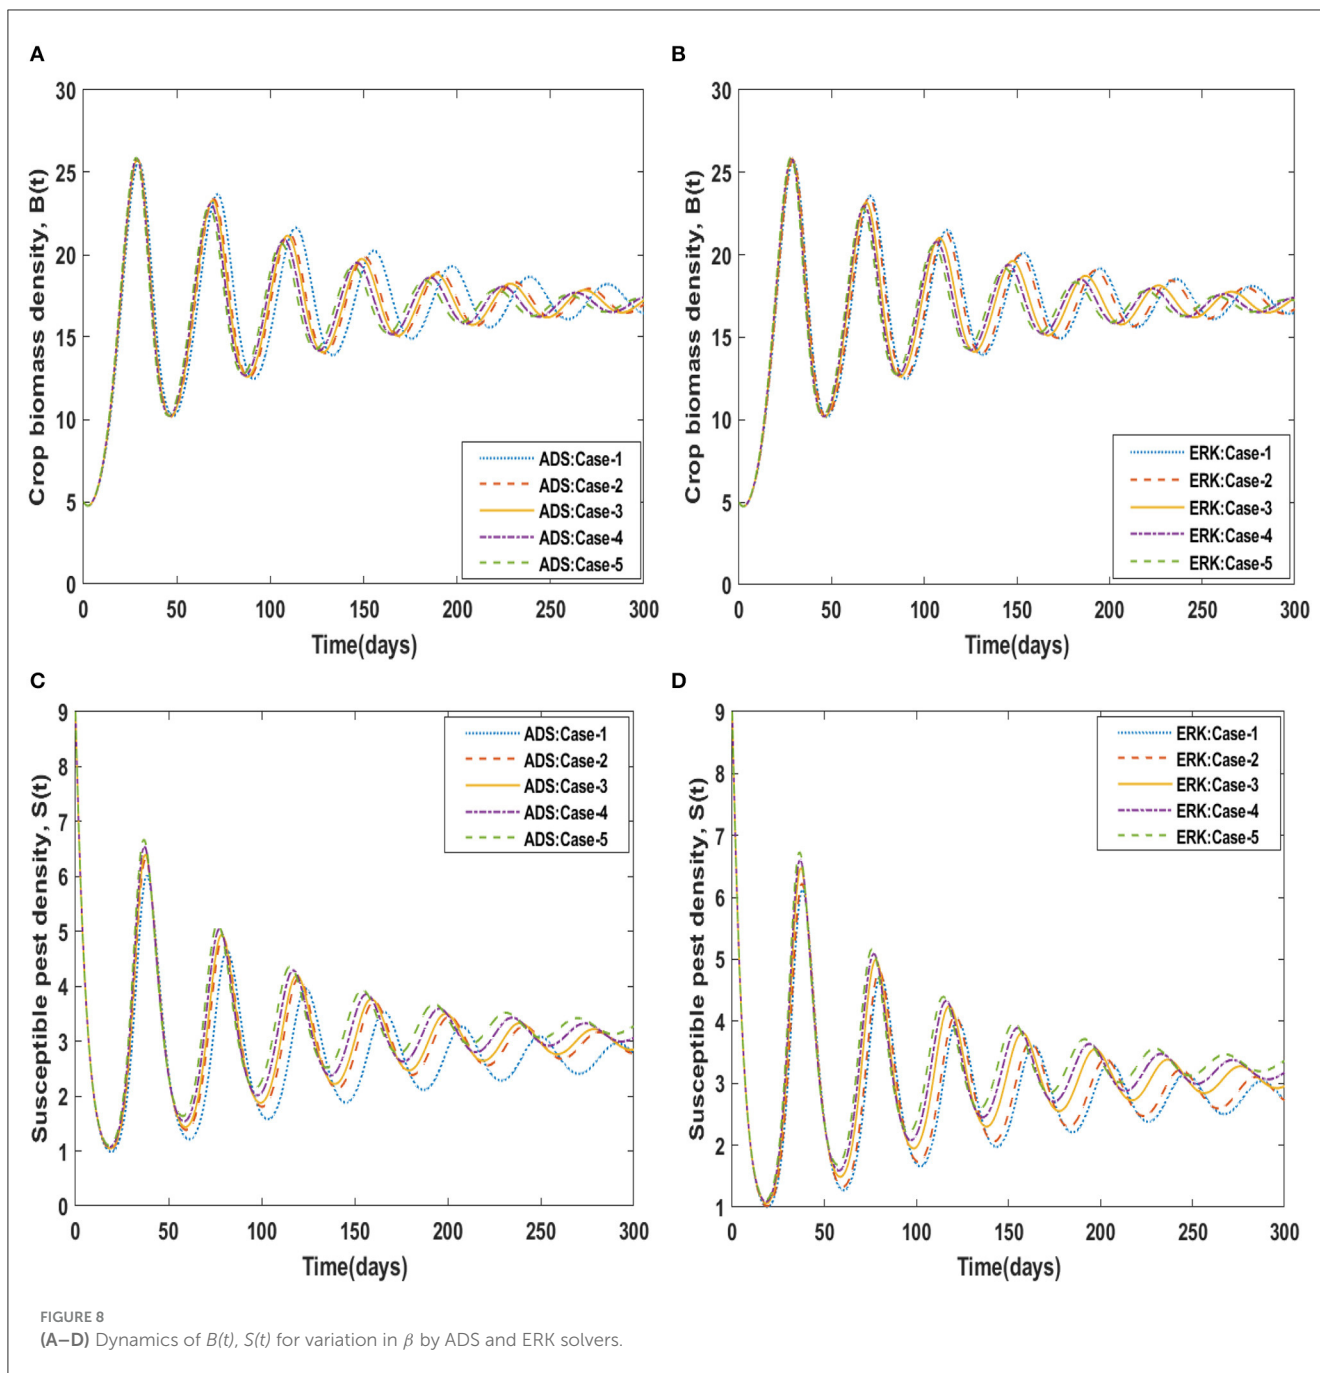 A
30
25
20
15
10
5
0
Crop biomass density, B(t)
ADS:Case-1
ADS:Case-2
ADS:Case-3
ADS:Case-4
ADS:Case-5
0 50 100 150 200 250 300
Time(days)
B
30
25
20
15
10
5
0
Crop biomass density, B(t)
ERK:Case-1
ERK:Case-2
ERK:Case-3
ERK:Case-4
ERK:Case-5
0 50 100 150 200 250 300
Time(days)
C
9
8
7
6
5
4
3
2
1
0
Susceptible pest density, S(t)
ADS:Case-1
ADS:Case-2
ADS:Case-3
ADS:Case-4
ADS:Case-5
0 50 100 150 200 250 300
Time(days)
D
9
8
7
6
5
4
3
2
1
Susceptible pest density, S(t)
ERK:Case-1
ERK:Case-2
ERK:Case-3
ERK:Case-4
ERK:Case-5
0 50 100 150 200 250 300
Time(days)
FIGURE 8
(A–D) Dynamics of B(t), S(t) for variation in β by ADS and ERK solvers.